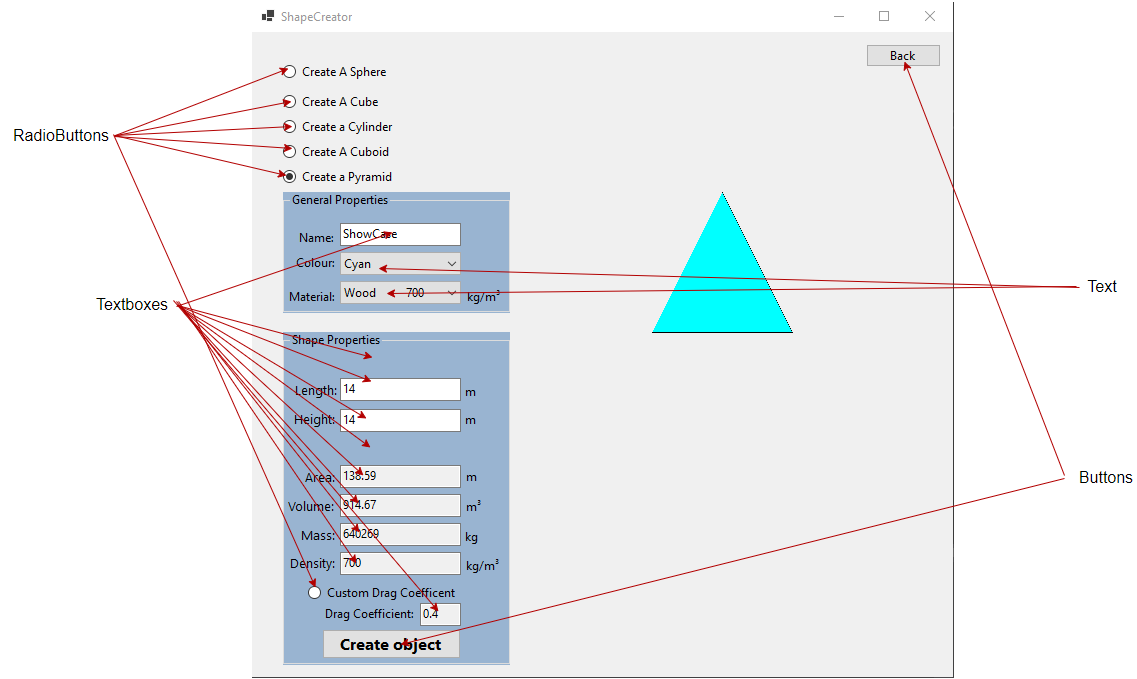 ShapeCreator
Back
Create A Sphere
Create A Cube
RadioButtons
Create a Cylinder
Create A Cuboid
Create a Pyramid
General Properties
Name: ShowCase
Colour: Cyan
Text
Material: Wood 700 kg/m³
Textboxes
Shape Properties
Length: 14 m
Height: 14 m
Area: 138.59 m
Buttons
Volume: 914.67 m³
Mass: 640269 kg
Density: 700 kg/m³
Custom Drag Coefficent
Drag Coefficient: 0.4
Create object